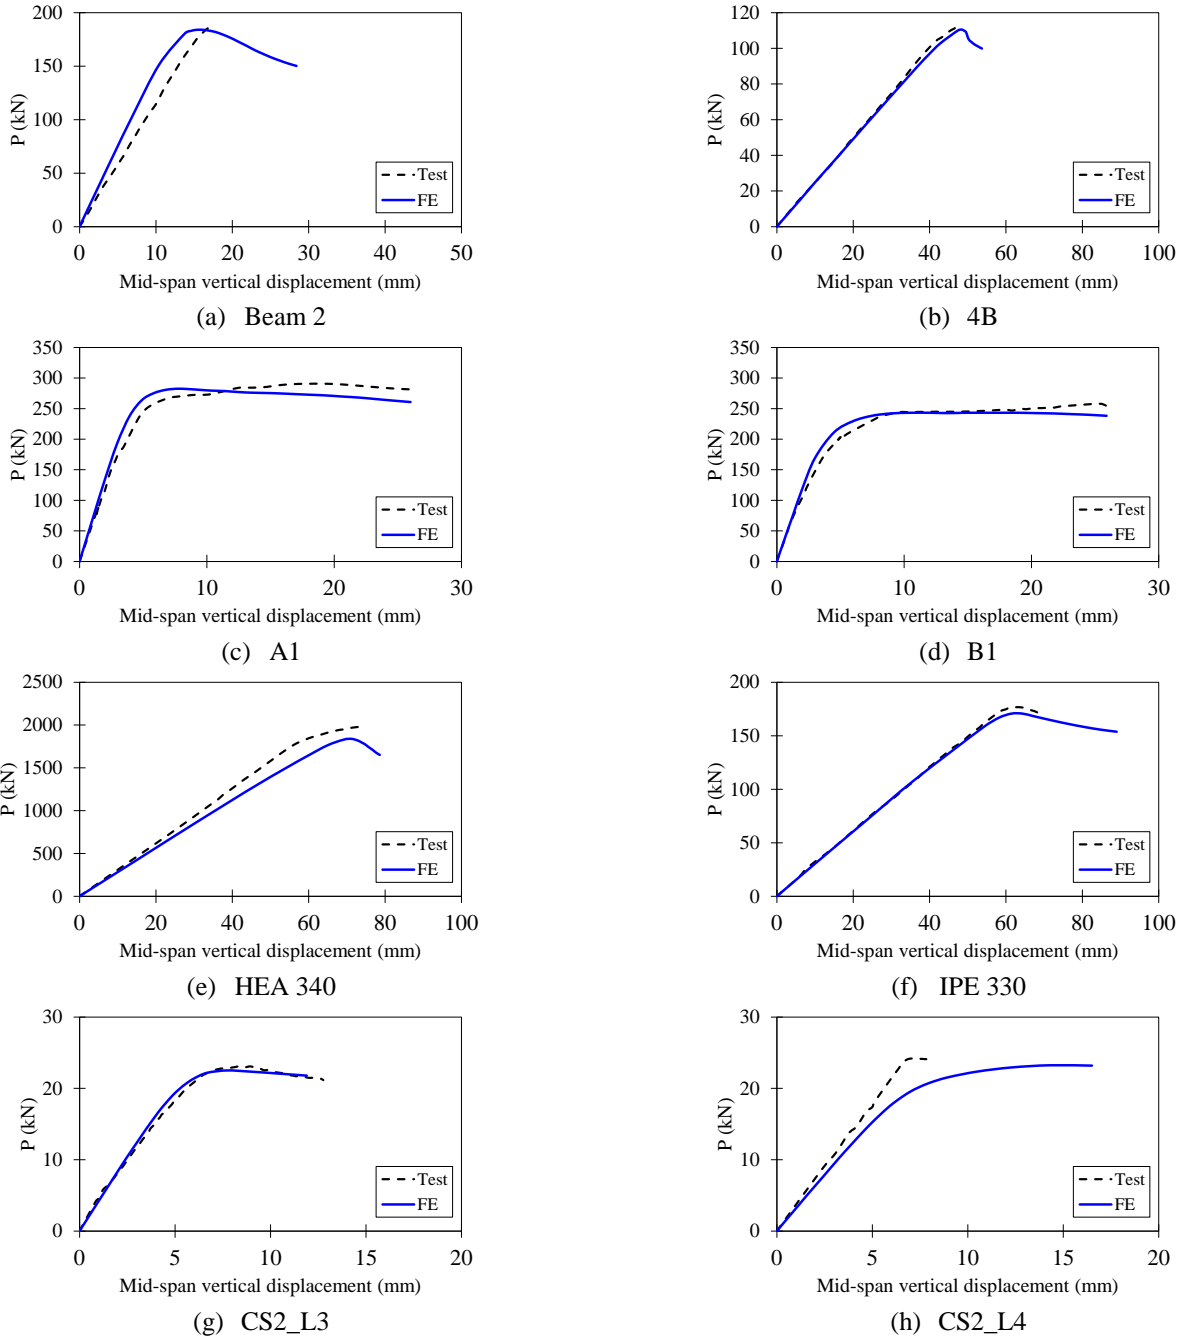 200
150
100
50
0
P (kN)
Test
FE
0 10 20 30 40 50
Mid-span vertical displacement (mm)
(a) Beam 2
120
100
80
60
40
20
0
P (kN)
Test
FE
0 20 40 60 80 100
Mid-span vertical displacement (mm)
(b) 4B
350
300
250
200
150
100
50
0
P (kN)
Test
FE
0 10 20 30
Mid-span vertical displacement (mm)
(c) A1
350
300
250
200
150
100
50
0
P (kN)
Test
FE
0 10 20 30
Mid-span vertical displacement (mm)
(d) B1
2500
2000
1500
1000
500
0
P (kN)
Test
FE
0 20 40 60 80 100
Mid-span vertical displacement (mm)
(e) HEA 340
200
150
100
50
0
P (kN)
Test
FE
0 20 40 60 80 100
Mid-span vertical displacement (mm)
(f) IPE 330
30
20
10
0
P (kN)
Test
FE
0 5 10 15 20
Mid-span vertical displacement (mm)
(g) CS2_L3
30
20
10
0
P (kN)
Test
FE
0 5 10 15 20
Mid-span vertical displacement (mm)
(h) CS2_L4